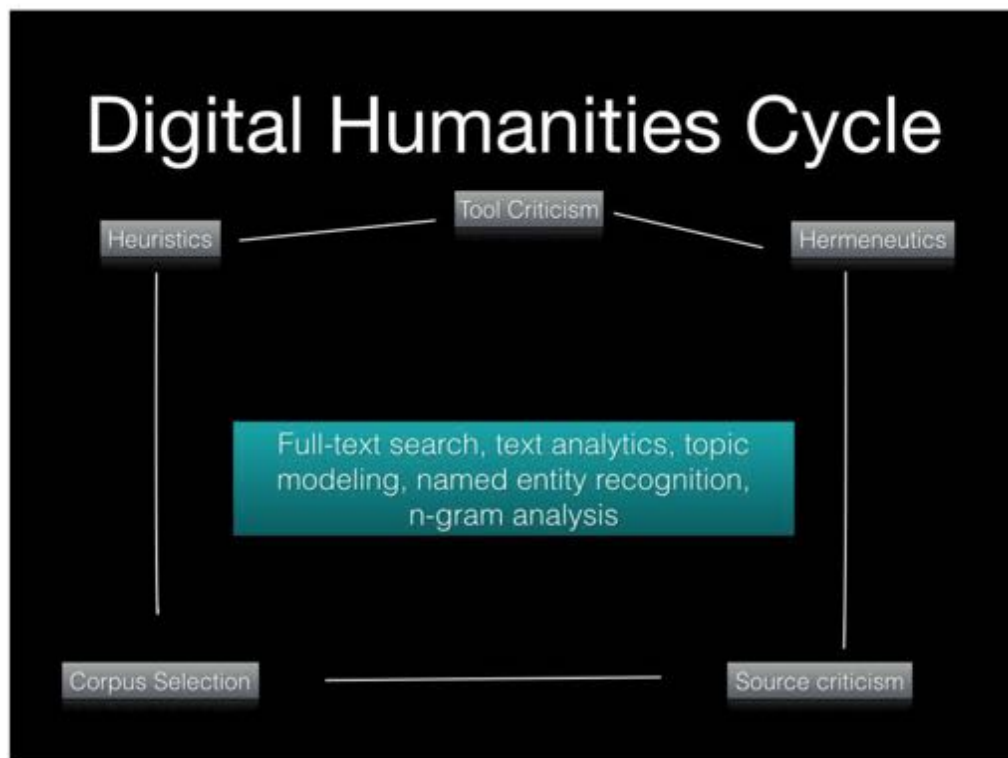 Digital Humanities Cycle
Tool Criticism
Heuristics
Hermeneutics
Full-text search, text analytics, topic
modeling, named entity recognition,
n-gram analysis
Corpus Selection
Source criticism